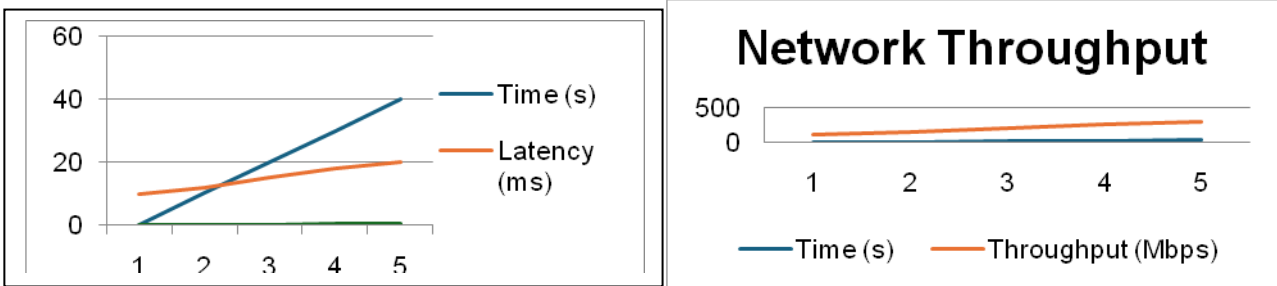 60
40
20
0
1 2 3 4 5
Time (s)
Latency
(ms)
Network Throughput
500
0
1 2 3 4 5
Time (s) Throughput (Mbps)